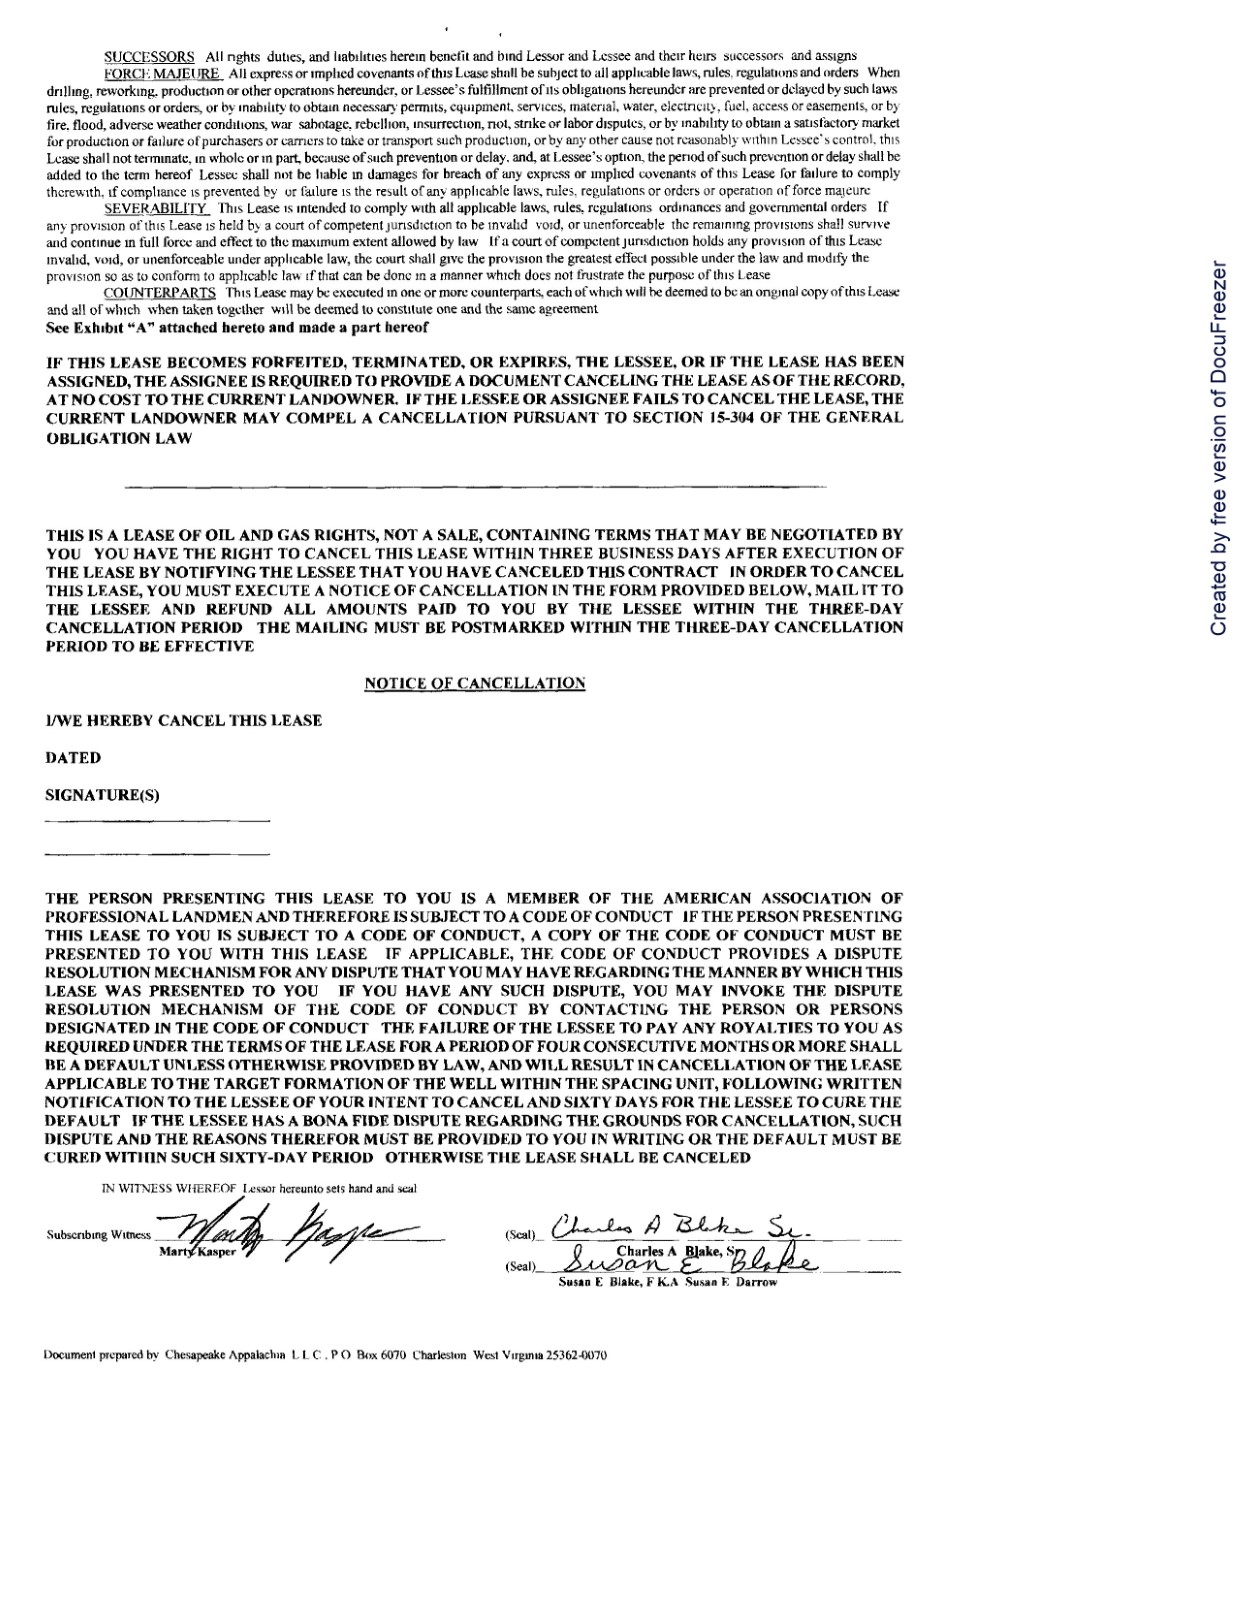 SUCCESSORS All rights duties, and liabilities herein benefit and bind Lessor and Lessee and their heirs successors and assigns
FORCE MAJEURE All express or implied covenants of this Lease shall be subject to all applicable laws, rules, regulations and orders When
drilling, reworking, production or other operations hereunder, or Lessee's fulfillment of its obligations hereunder are prevented or delayed by such laws
rules, regulations or orders, or by inability to obtain necessary permits, equipment, services, material, water, electricity, fuel, access or easements, or by
fire, flood, adverse weather conditions, war sabotage, rebellion, insurrection, riot, strike or labor disputes, or by inability to obtain a satisfactory market
for production or failure of purchasers or carriers to take or transport such production, or by any other cause not reasonably within Lessee's control, this
Lease shall not terminate, in whole or in part, because of such prevention or delay, and, at Lessee's option, the period of such prevention or delay shall be
added to the term hereof Lessee shall not be liable in damages for breach of any express or implied covenants of this Lease for failure to comply
therewith, if compliance is prevented by or failure is the result of any applicable laws, rules, regulations or orders or operation of force majeure
SEVERABILITY This Lease is intended to comply with all applicable laws, rules, regulations ordinances and governmental orders If
any provision of this Lease is held by a court of competent jurisdiction to be invalid void, or unenforceable the remaining provisions shall survive
and continue in full force and effect to the maximum extent allowed by law If a court of competent jurisdiction holds any provision of this Lease
invalid, void, or unenforceable under applicable law, the court shall give the provision the greatest effect possible under the law and modify the
provision so as to conform to applicable law if that can be done in a manner which does not frustrate the purpose of this Lease
COUNTERPARTS This Lease may be executed in one or more counterparts, each of which will be deemed to be an original copy of this Lease
and all of which when taken together will be deemed to constitute one and the same agreement
See Exhibit "A" attached hereto and made a part hereof
IF THIS LEASE BECOMES FORFEITED, TERMINATED, OR EXPIRES, THE LESSEE, OR IF THE LEASE HAS BEEN
ASSIGNED, THE ASSIGNEE IS REQUIRED TO PROVIDE A DOCUMENT CANCELING THE LEASE AS OF THE RECORD,
AT NO COST TO THE CURRENT LANDOWNER. IF THE LESSEE OR ASSIGNEE FAILS TO CANCEL THE LEASE, THE
CURRENT LANDOWNER MAY COMPEL A CANCELLATION PURSUANT TO SECTION 15-304 OF THE GENERAL
OBLIGATION LAW
THIS IS A LEASE OF OIL AND GAS RIGHTS, NOT A SALE, CONTAINING TERMS THAT MAY BE NEGOTIATED BY
YOU YOU HAVE THE RIGHT TO CANCEL THIS LEASE WITHIN THREE BUSINESS DAYS AFTER EXECUTION OF
THE LEASE BY NOTIFYING THE LESSEE THAT YOU HAVE CANCELED THIS CONTRACT IN ORDER TO CANCEL
THIS LEASE, YOU MUST EXECUTE A NOTICE OF CANCELLATION IN THE FORM PROVIDED BELOW, MAIL IT TO
THE LESSEE AND REFUND ALL AMOUNTS PAID TO YOU BY THE LESSEE WITHIN THE THREE-DAY
CANCELLATION PERIOD THE MAILING MUST BE POSTMARKED WITHIN THE THREE-DAY CANCELLATION
PERIOD TO BE EFFECTIVE
NOTICE OF CANCELLATION
I/WE HEREBY CANCEL THIS LEASE
DATED
SIGNATURE(S)
THE PERSON PRESENTING THIS LEASE TO YOU IS A MEMBER OF THE AMERICAN ASSOCIATION OF
PROFESSIONAL LANDMEN AND THEREFORE IS SUBJECT TO A CODE OF CONDUCT IF THE PERSON PRESENTING
THIS LEASE TO YOU IS SUBJECT TO A CODE OF CONDUCT, A COPY OF THE CODE OF CONDUCT MUST BE
PRESENTED TO YOU WITH THIS LEASE IF APPLICABLE, THE CODE OF CONDUCT PROVIDES A DISPUTE
RESOLUTION MECHANISM FOR ANY DISPUTE THAT YOU MAY HAVE REGARDING THE MANNER BY WHICH THIS
LEASE WAS PRESENTED TO YOU IF YOU HAVE ANY SUCH DISPUTE, YOU MAY INVOKE THE DISPUTE
RESOLUTION MECHANISM OF THE CODE OF CONDUCT BY CONTACTING THE PERSON OR PERSONS
DESIGNATED IN THE CODE OF CONDUCT THE FAILURE OF THE LESSEE TO PAY ANY ROYALTIES TO YOU AS
REQUIRED UNDER THE TERMS OF THE LEASE FOR A PERIOD OF FOUR CONSECUTIVE MONTHS OR MORE SHALL
BE A DEFAULT UNLESS OTHERWISE PROVIDED BY LAW, AND WILL RESULT IN CANCELLATION OF THE LEASE
APPLICABLE TO THE TARGET FORMATION OF THE WELL WITHIN THE SPACING UNIT, FOLLOWING WRITTEN
NOTIFICATION TO THE LESSEE OF YOUR INTENT TO CANCEL AND SIXTY DAYS FOR THE LESSEE TO CURE THE
DEFAULT IF THE LESSEE HAS A BONA FIDE DISPUTE REGARDING THE GROUNDS FOR CANCELLATION, SUCH
DISPUTE AND THE REASONS THEREFOR MUST BE PROVIDED TO YOU IN WRITING OR THE DEFAULT MUST BE
CURED WITHIN SUCH SIXTY-DAY PERIOD OTHERWISE THE LEASE SHALL BE CANCELED
IN WITNESS WHEREOF Lessor hereunto sets hand and seal
Subscribing Witness Marty Kasper (Seal) Charles A Blake Sr.
Marty Kasper Charles A Blake, Sr
(Seal) Susan E Blake
Susan E Blake, F K.A Susan E Darrow
Document prepared by Chesapeake Appalachia L L C , P O Box 6070 Charleston West Virginia 25362-0070
Created by free version of DocuFreezer